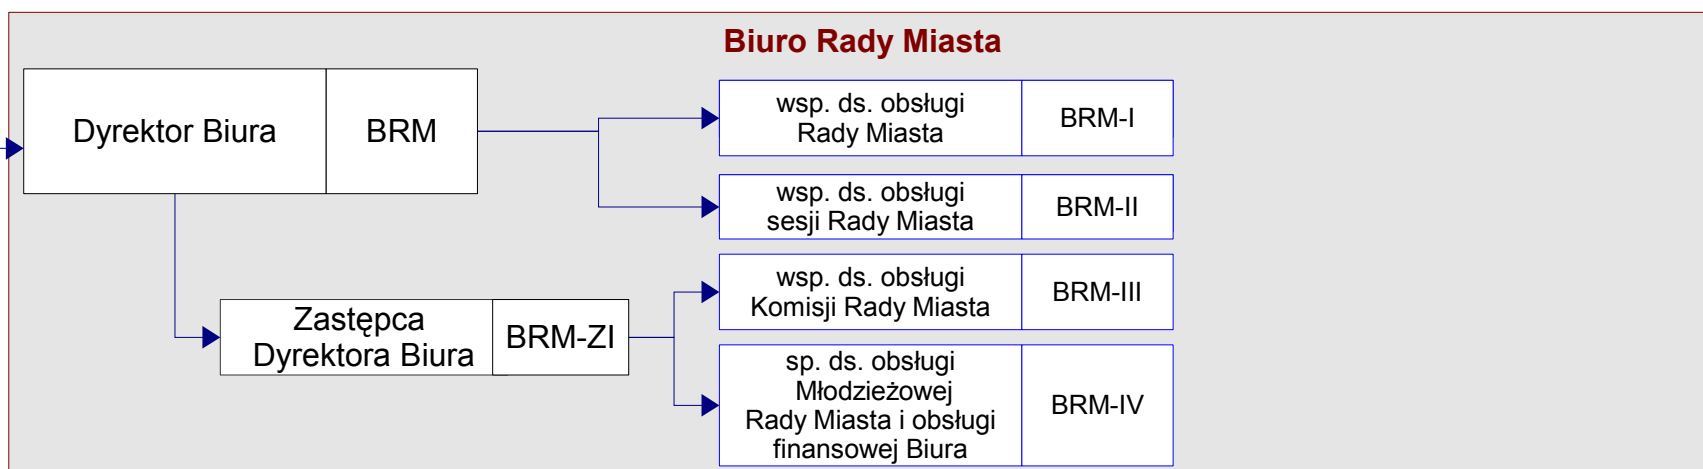 Biuro Rady Miasta
Dyrektor Biura
BRM
wsp. ds. obsługi
Rady Miasta
BRM-I
wsp. ds. obsługi
sesji Rady Miasta
BRM-II
Zastępca
Dyrektora Biura
BRM-ZI
wsp. ds. obsługi
Komisji Rady Miasta
BRM-III
sp. ds. obsługi
Młodzieżowej
Rady Miasta i obsługi
finansowej Biura
BRM-IV